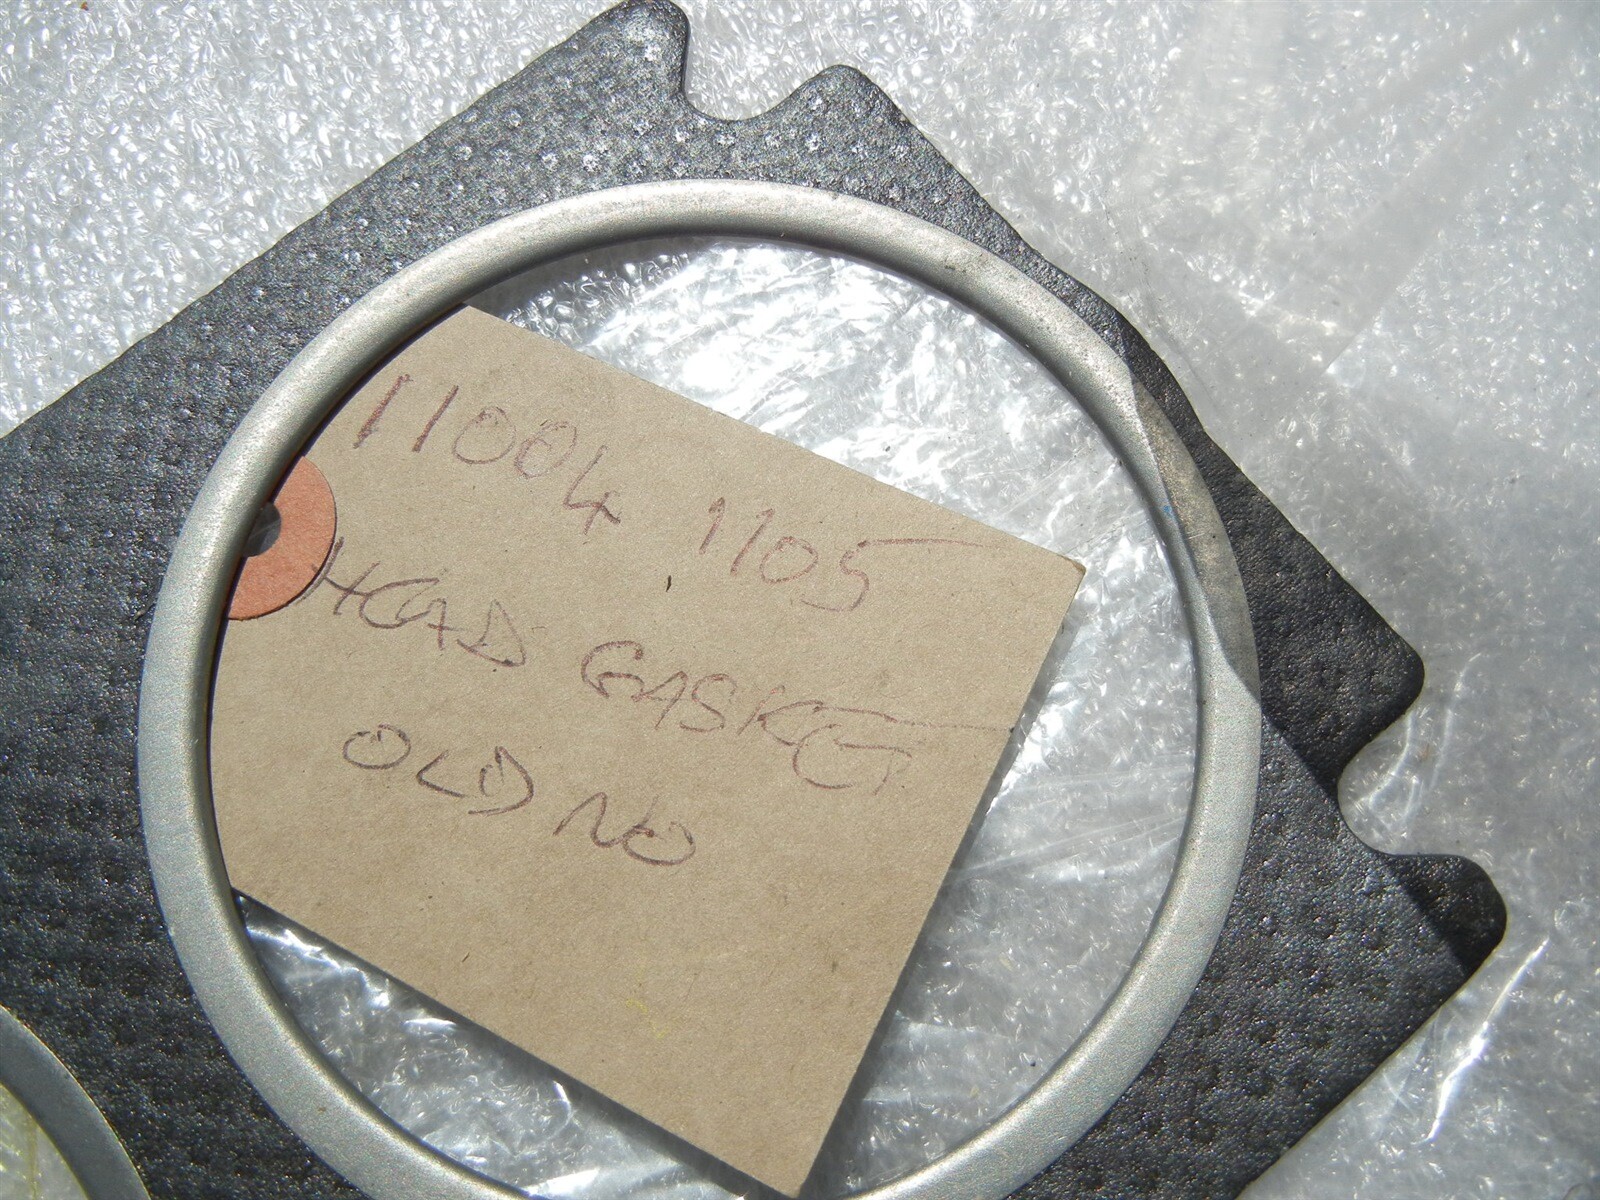 11004 1105
HEAD GASKET
OLD NO